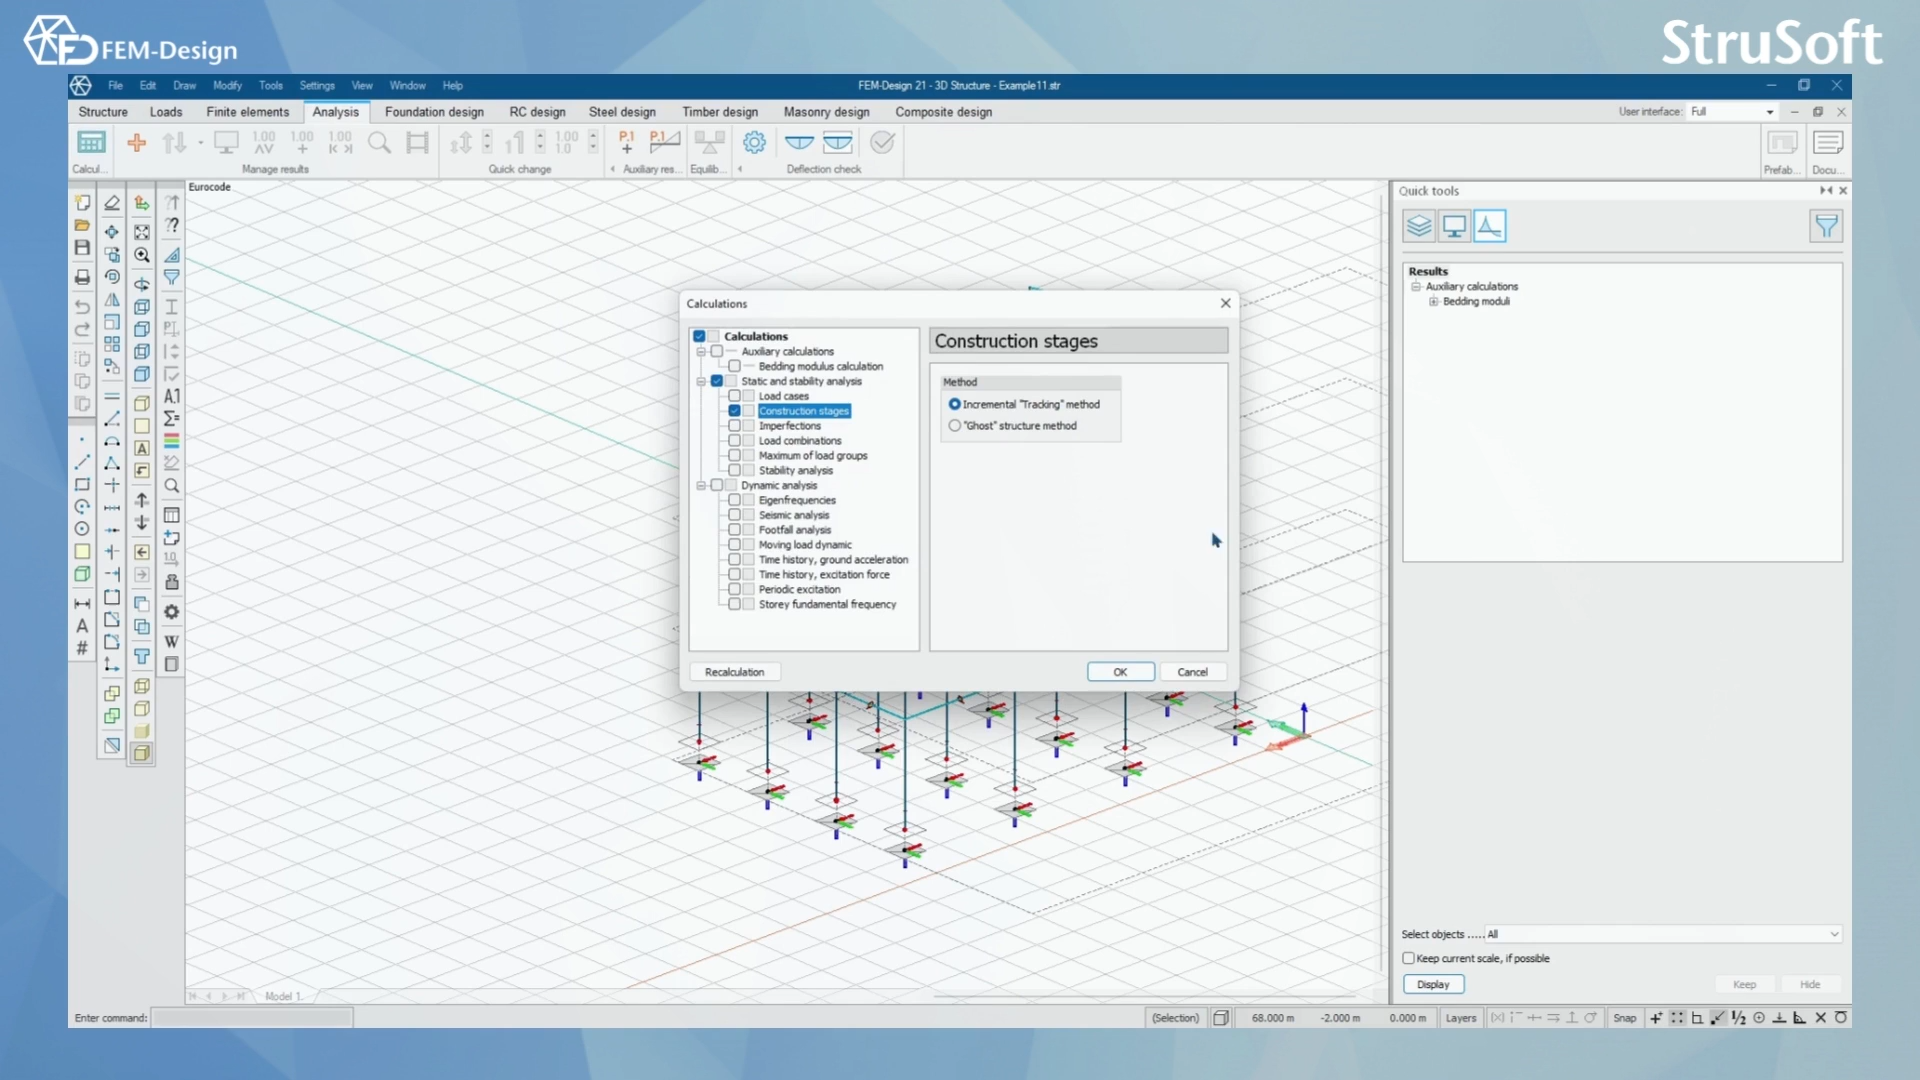 FEM-Design
StruSoft
File Edit Draw Modify Tools Settings View Window Help
FEM-Design 21 - 3D Structure - Example11.str
Structure Loads Finite elements Analysis Foundation design RC design Steel design Timber design Masonry design Composite design
User interface: Full
Calcul... Manage results Quick change Auxiliary res... Equilib... Deflection check Prefab... Docu...
Eurocode
Quick tools
Results
Auxiliary calculations
Bedding moduli
Calculations
Calculations
Auxiliary calculations
Bedding modulus calculation
Static and stability analysis
Load cases
Construction stages
Imperfections
Load combinations
Maximum of load groups
Stability analysis
Dynamic analysis
Eigenfrequencies
Seismic analysis
Footfall analysis
Moving load dynamic
Time history, ground acceleration
Time history, excitation force
Periodic excitation
Storey fundamental frequency
Construction stages
Method
Incremental "Tracking" method
"Ghost" structure method
Recalculation OK Cancel
Select objects ..... All
Keep current scale, if possible
Display Keep Hide
Model 1
Enter command:
(Selection) 68.000 m -2.000 m 0.000 m Layers Snap